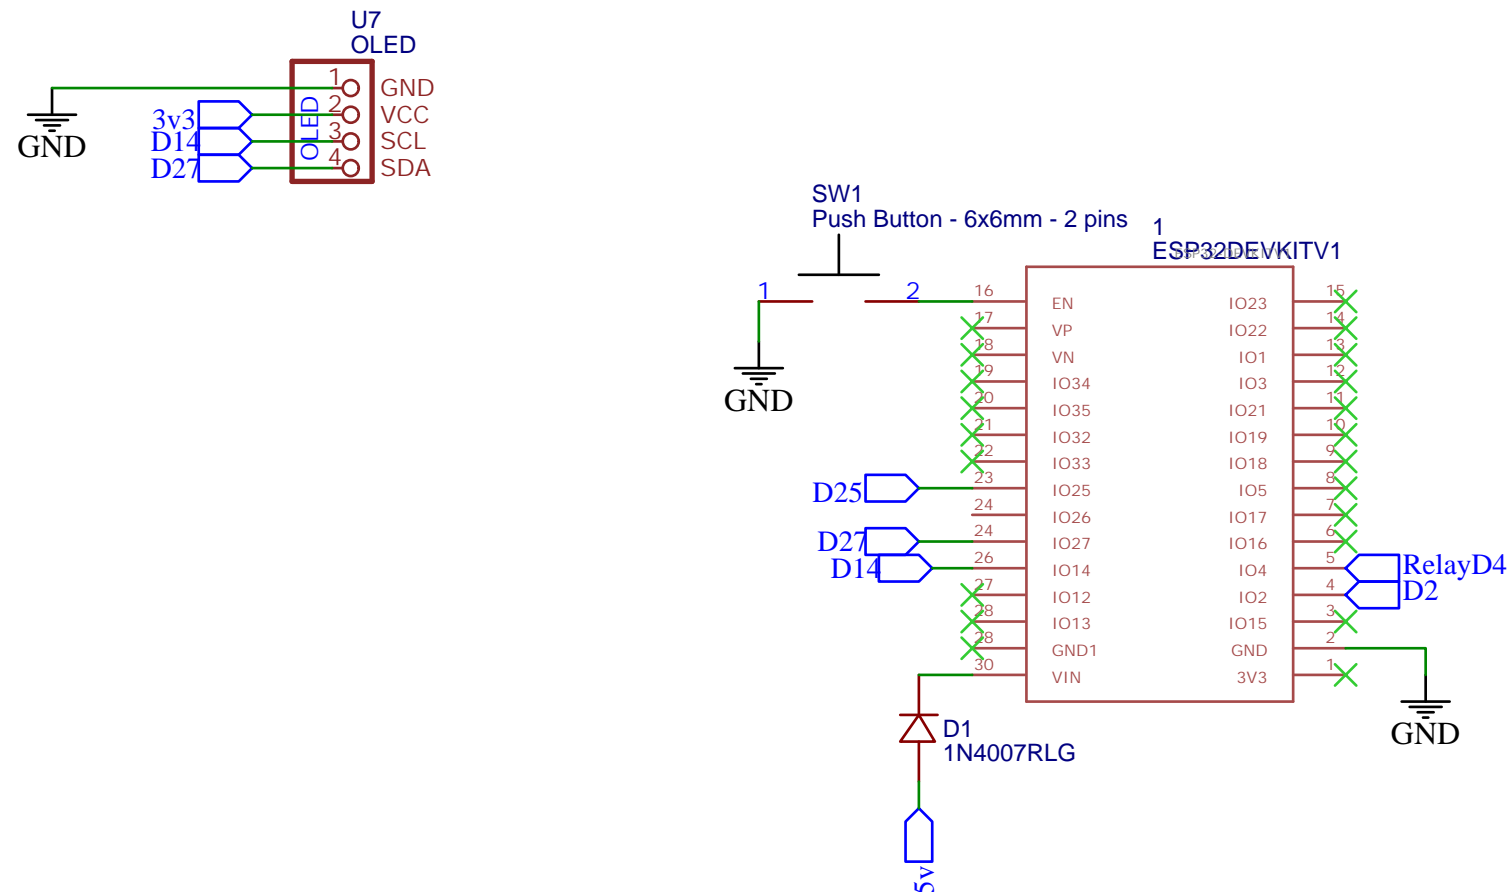 U7
OLED
1 GND
3v3 2 VCC
D14 3 SCL
D27 4 SDA
OLED
GND
SW1
Push Button - 6x6mm - 2 pins
1
ESP32DEVKITV1
1 2
GND
16 EN IO23 15
17 VP IO22 14
18 VN IO1 13
19 IO34 IO3 12
20 IO35 IO21 11
21 IO32 IO19 10
22 IO33 IO18 9
D25 23 IO25 IO5 8
24 IO26 IO17 7
D27 24 IO27 IO16 6
D14 26 IO14 IO4 5 RelayD4
27 IO12 IO2 4 D2
28 IO13 IO15 3
28 GND1 GND 2
30 VIN 3V3 1
GND
D1
1N4007RLG
5v